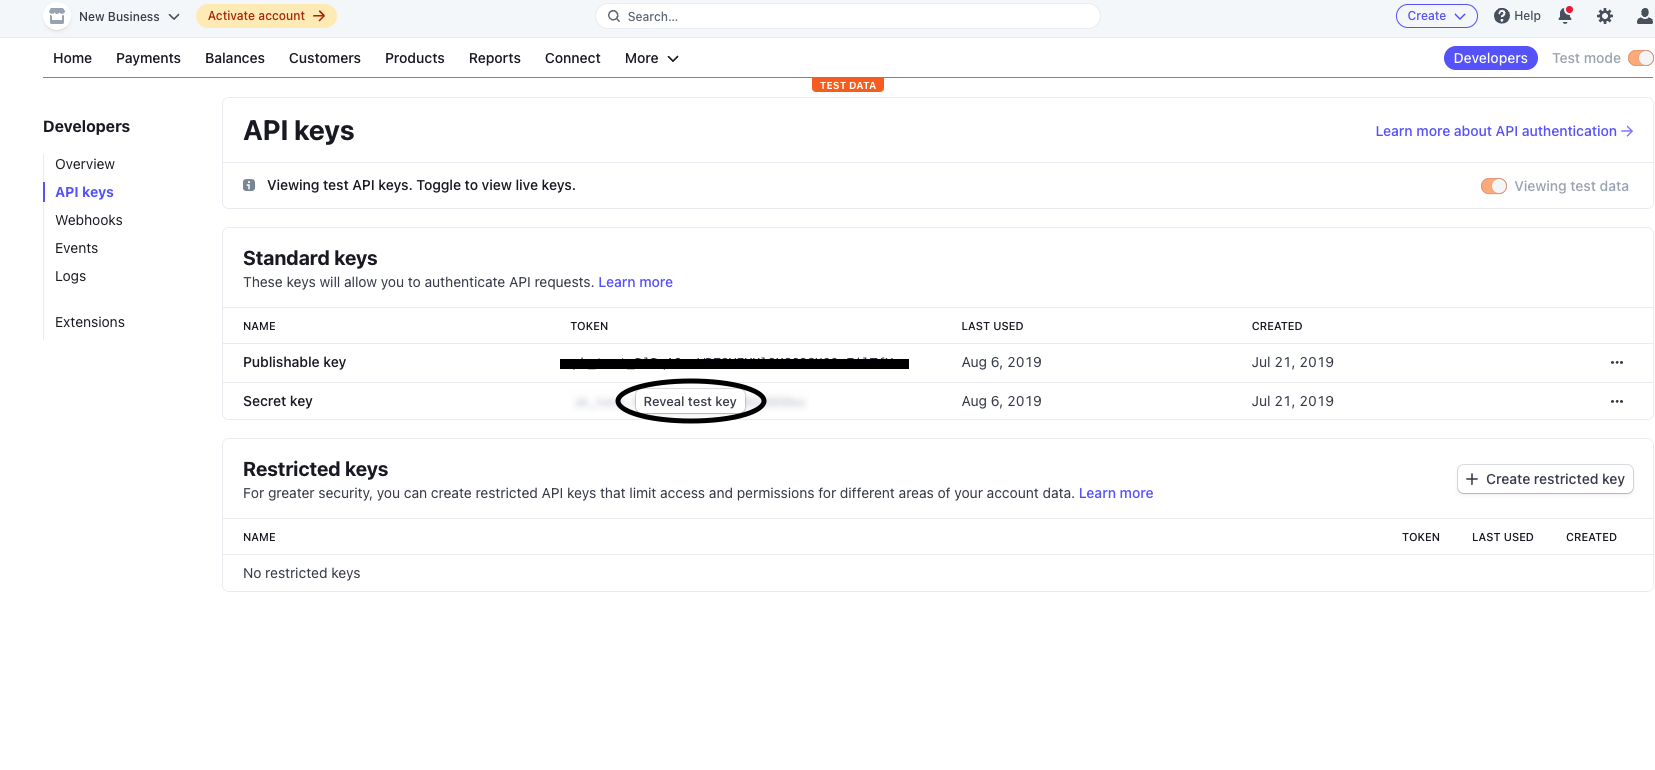 New Business
Activate account
Search...
Create
Help
Home Payments Balances Customers Products Reports Connect More
Developers Test mode
TEST DATA
Developers
Overview
API keys
Webhooks
Events
Logs
Extensions
API keys
Learn more about API authentication
Viewing test API keys. Toggle to view live keys.
Viewing test data
Standard keys
These keys will allow you to authenticate API requests. Learn more
NAME TOKEN LAST USED CREATED
Publishable key Aug 6, 2019 Jul 21, 2019
Secret key Reveal test key Aug 6, 2019 Jul 21, 2019
Restricted keys
For greater security, you can create restricted API keys that limit access and permissions for different areas of your account data. Learn more
Create restricted key
NAME TOKEN LAST USED CREATED
No restricted keys